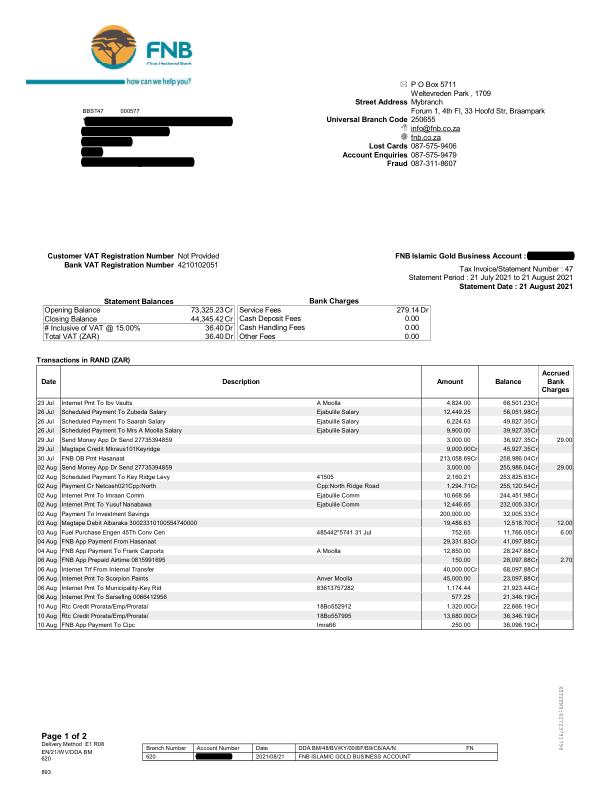 FNB
First National Bank
how can we help you?
BBST47 000577
P O Box 5711
Weltevreden Park , 1709
Street Address Mybranch
Forum 1, 4th Fl, 33 Hoofd Str, Braampark
Universal Branch Code 250655
info@fnb.co.za
fnb.co.za
Lost Cards 087-575-9406
Account Enquiries 087-575-9479
Fraud 087-311-8607
Customer VAT Registration Number Not Provided
Bank VAT Registration Number 4210102051
FNB Islamic Gold Business Account :
Tax Invoice/Statement Number : 47
Statement Period : 21 July 2021 to 21 August 2021
Statement Date : 21 August 2021
Statement Balances Bank Charges
Opening Balance 73,325.23 Cr Service Fees 279.14 Dr
Closing Balance 44,345.42 Cr Cash Deposit Fees 0.00
# Inclusive of VAT @ 15.00% 36.40 Dr Cash Handling Fees 0.00
Total VAT (ZAR) 36.40 Dr Other Fees 0.00
Transactions in RAND (ZAR)
Date Description Amount Balance Accrued Bank Charges
23 Jul Internet Pmt To Ibv Vaults A Moolla 4,824.00 68,501.23Cr
26 Jul Scheduled Payment To Zubeda Salary Ejabulile Salary 12,449.25 56,051.98Cr
26 Jul Scheduled Payment To Saarah Salary Ejabulile Salary 6,224.63 49,827.35Cr
26 Jul Scheduled Payment To Mrs A Moolla Salary Ejabulile Salary 9,900.00 39,927.35Cr
29 Jul Send Money App Dr Send 27735394859 3,000.00 36,927.35Cr 29.00
29 Jul Magtape Credit Mkraus101Keyridge 9,000.00Cr 45,927.35Cr
30 Jul FNB OB Pmt Hasanaat 213,058.69Cr 258,986.04Cr
02 Aug Send Money App Dr Send 27735394859 3,000.00 255,986.04Cr 29.00
02 Aug Scheduled Payment To Key Ridge Levy 41505 2,160.21 253,825.83Cr
02 Aug Payment Cr Netcash021Cpp:North Cpp:North Ridge Road 1,294.71Cr 255,120.54Cr
02 Aug Internet Pmt To Imraan Comm Ejabulile Comm 10,668.56 244,451.98Cr
02 Aug Internet Pmt To Yusuf Nanabawa Ejabulile Comm 12,446.65 232,005.33Cr
02 Aug Payment To Investment Savings 200,000.00 32,005.33Cr
03 Aug Magtape Debit Albaraka 30023310100554740000 19,486.63 12,518.70Cr 12.00
03 Aug Fuel Purchase Engen 45Th Conv Cen 485442*5741 31 Jul 752.65 11,766.05Cr 6.00
04 Aug FNB App Payment From Hasanaat 29,331.83Cr 41,097.88Cr
04 Aug FNB App Payment To Frank Carports A Moolla 12,850.00 28,247.88Cr
06 Aug FNB App Prepaid Airtime 0815991695 150.00 28,097.88Cr 2.70
06 Aug Internet Trf From Internal Transfer 40,000.00Cr 68,097.88Cr
06 Aug Internet Pmt To Scorpion Paints Anver Moolla 45,000.00 23,097.88Cr
06 Aug Internet Pmt To Municipality-Key Rid 83613757282 1,174.44 21,923.44Cr
06 Aug Internet Pmt To Sarsefilng 0066412956 577.25 21,346.19Cr
10 Aug Rtc Credit Prorata/Emp/Prorata/ 18Bo552912 1,320.00Cr 22,666.19Cr
10 Aug Rtc Credit Prorata/Emp/Prorata/ 18Bo557995 13,680.00Cr 36,346.19Cr
10 Aug FNB App Payment To Cipc Imra66 250.00 36,096.19Cr
Page 1 of 2
Delivery Method E1 R08
EN/21/WV/DDA BM
620
893
Branch Number Account Number Date DDA BM/48/BV/KY/00/BF/B9/C6/AA/N FN
620 2021/08/21 FNB ISLAMIC GOLD BUSINESS ACCOUNT